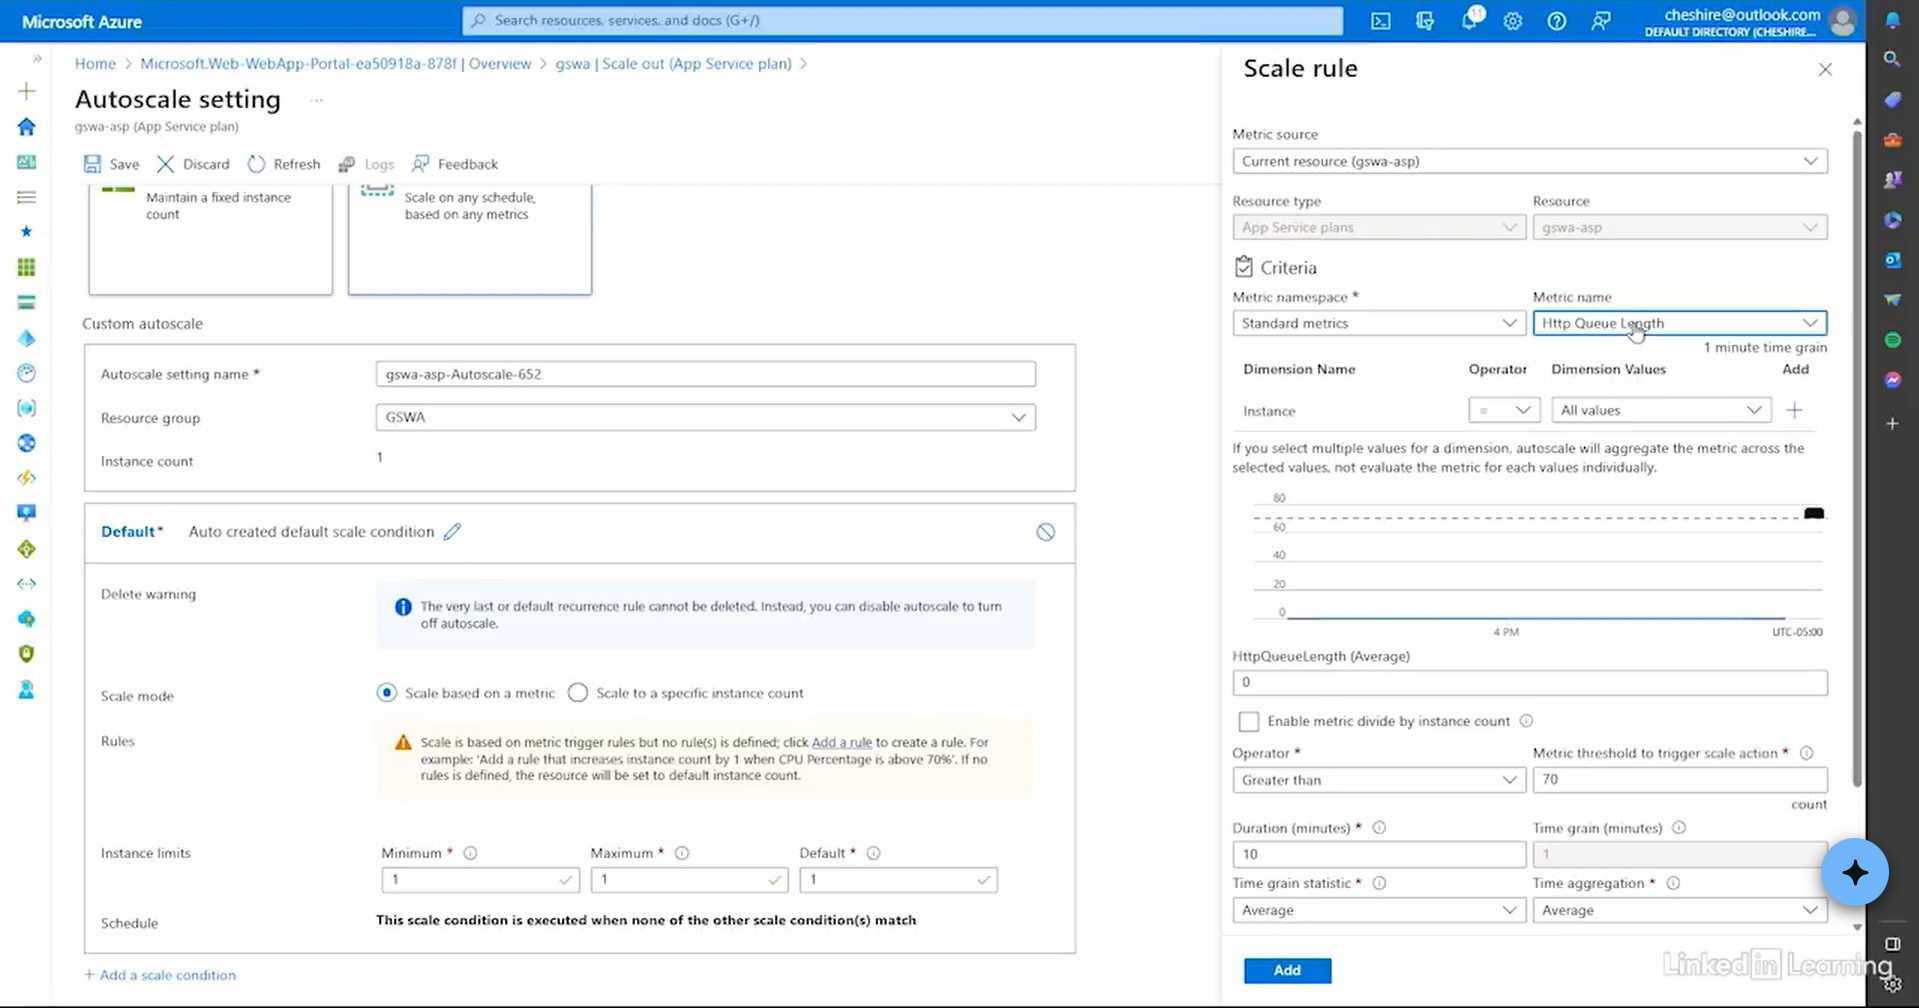 Microsoft Azure
Search resources, services, and docs (G+/)
11
cheshire@outlook.com
DEFAULT DIRECTORY (CHESHIRE...
Home > Microsoft.Web-WebApp-Portal-ea50918a-878f | Overview > gswa | Scale out (App Service plan) >
Autoscale setting ...
gswa-asp (App Service plan)
Save Discard Refresh Logs Feedback
Maintain a fixed instance
count
Scale on any schedule,
based on any metrics
Custom autoscale
Autoscale setting name * gswa-asp-Autoscale-652
Resource group GSWA
Instance count 1
Default* Auto created default scale condition
Delete warning
The very last or default recurrence rule cannot be deleted. Instead, you can disable autoscale to turn
off autoscale.
Scale mode Scale based on a metric Scale to a specific instance count
Rules
Scale is based on metric trigger rules but no rule(s) is defined; click Add a rule to create a rule. For
example: 'Add a rule that increases instance count by 1 when CPU Percentage is above 70%'. If no
rules is defined, the resource will be set to default instance count.
Instance limits Minimum * Maximum * Default *
1 1 1
Schedule This scale condition is executed when none of the other scale condition(s) match
+ Add a scale condition
Scale rule
Metric source
Current resource (gswa-asp)
Resource type Resource
App Service plans gswa-asp
Criteria
Metric namespace * Metric name
Standard metrics Http Queue Length
1 minute time grain
Dimension Name Operator Dimension Values Add
Instance = All values +
If you select multiple values for a dimension, autoscale will aggregate the metric across the
selected values, not evaluate the metric for each values individually.
80
60
40
20
0
4 PM UTC-05:00
HttpQueueLength (Average)
0
Enable metric divide by instance count
Operator * Metric threshold to trigger scale action *
Greater than 70
count
Duration (minutes) * Time grain (minutes)
10 1
Time grain statistic * Time aggregation *
Average Average
Add
Linked in Learning